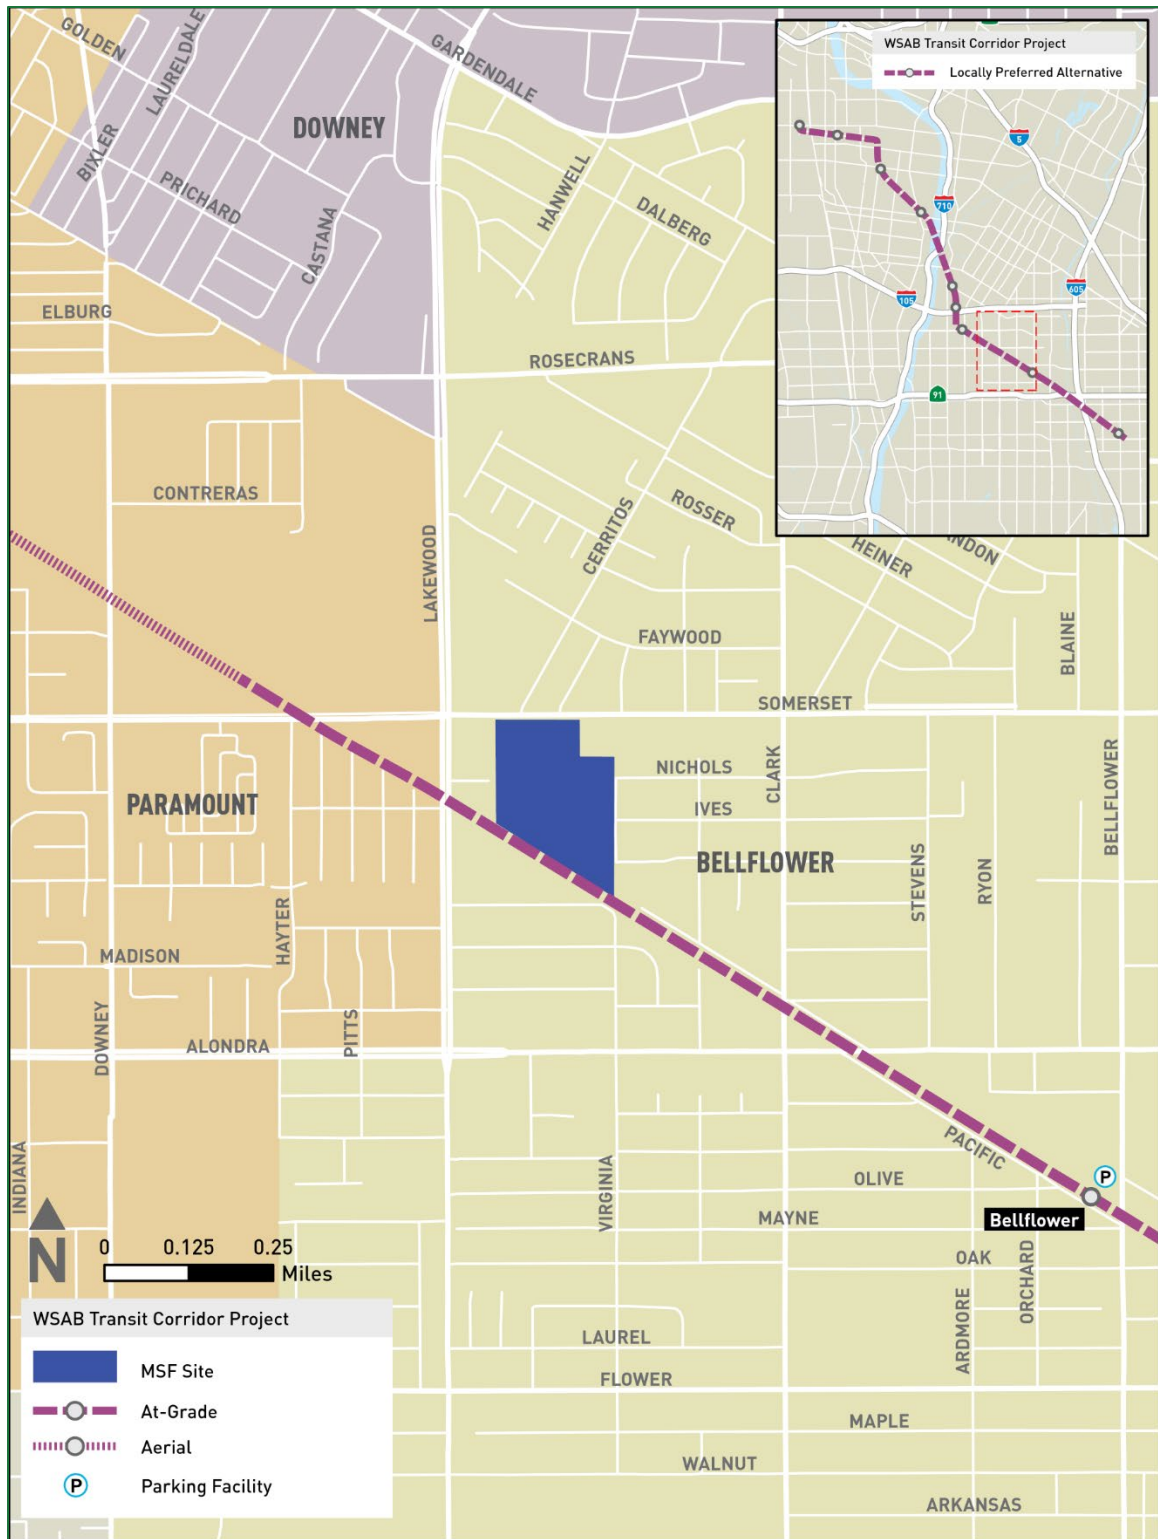 GOLDEN
LAURELDALE
GARDENDALE
DOWNEY
BIXLER
PRICHARD
CASTANA
HANWELL
DALBERG
ELBURG
ROSECRANS
WSAB Transit Corridor Project
Locally Preferred Alternative
5
710
105
605
91
CONTRERAS
LAKEWOOD
CERRITOS
ROSSER
HEINER
NDON
FAYWOOD
BLAINE
SOMERSET
NICHOLS
CLARK
BELLFLOWER
IVES
PARAMOUNT
BELLFLOWER
STEVENS
RYON
HAYTER
MADISON
DOWNEY
ALONDRA
PITTS
INDIANA
VIRGINIA
PACIFIC
OLIVE
P
MAYNE
Bellflower
OAK
ORCHARD
ARDMORE
N
0 0.125 0.25
Miles
LAUREL
FLOWER
MAPLE
WALNUT
ARKANSAS
WSAB Transit Corridor Project
MSF Site
At-Grade
Aerial
P Parking Facility